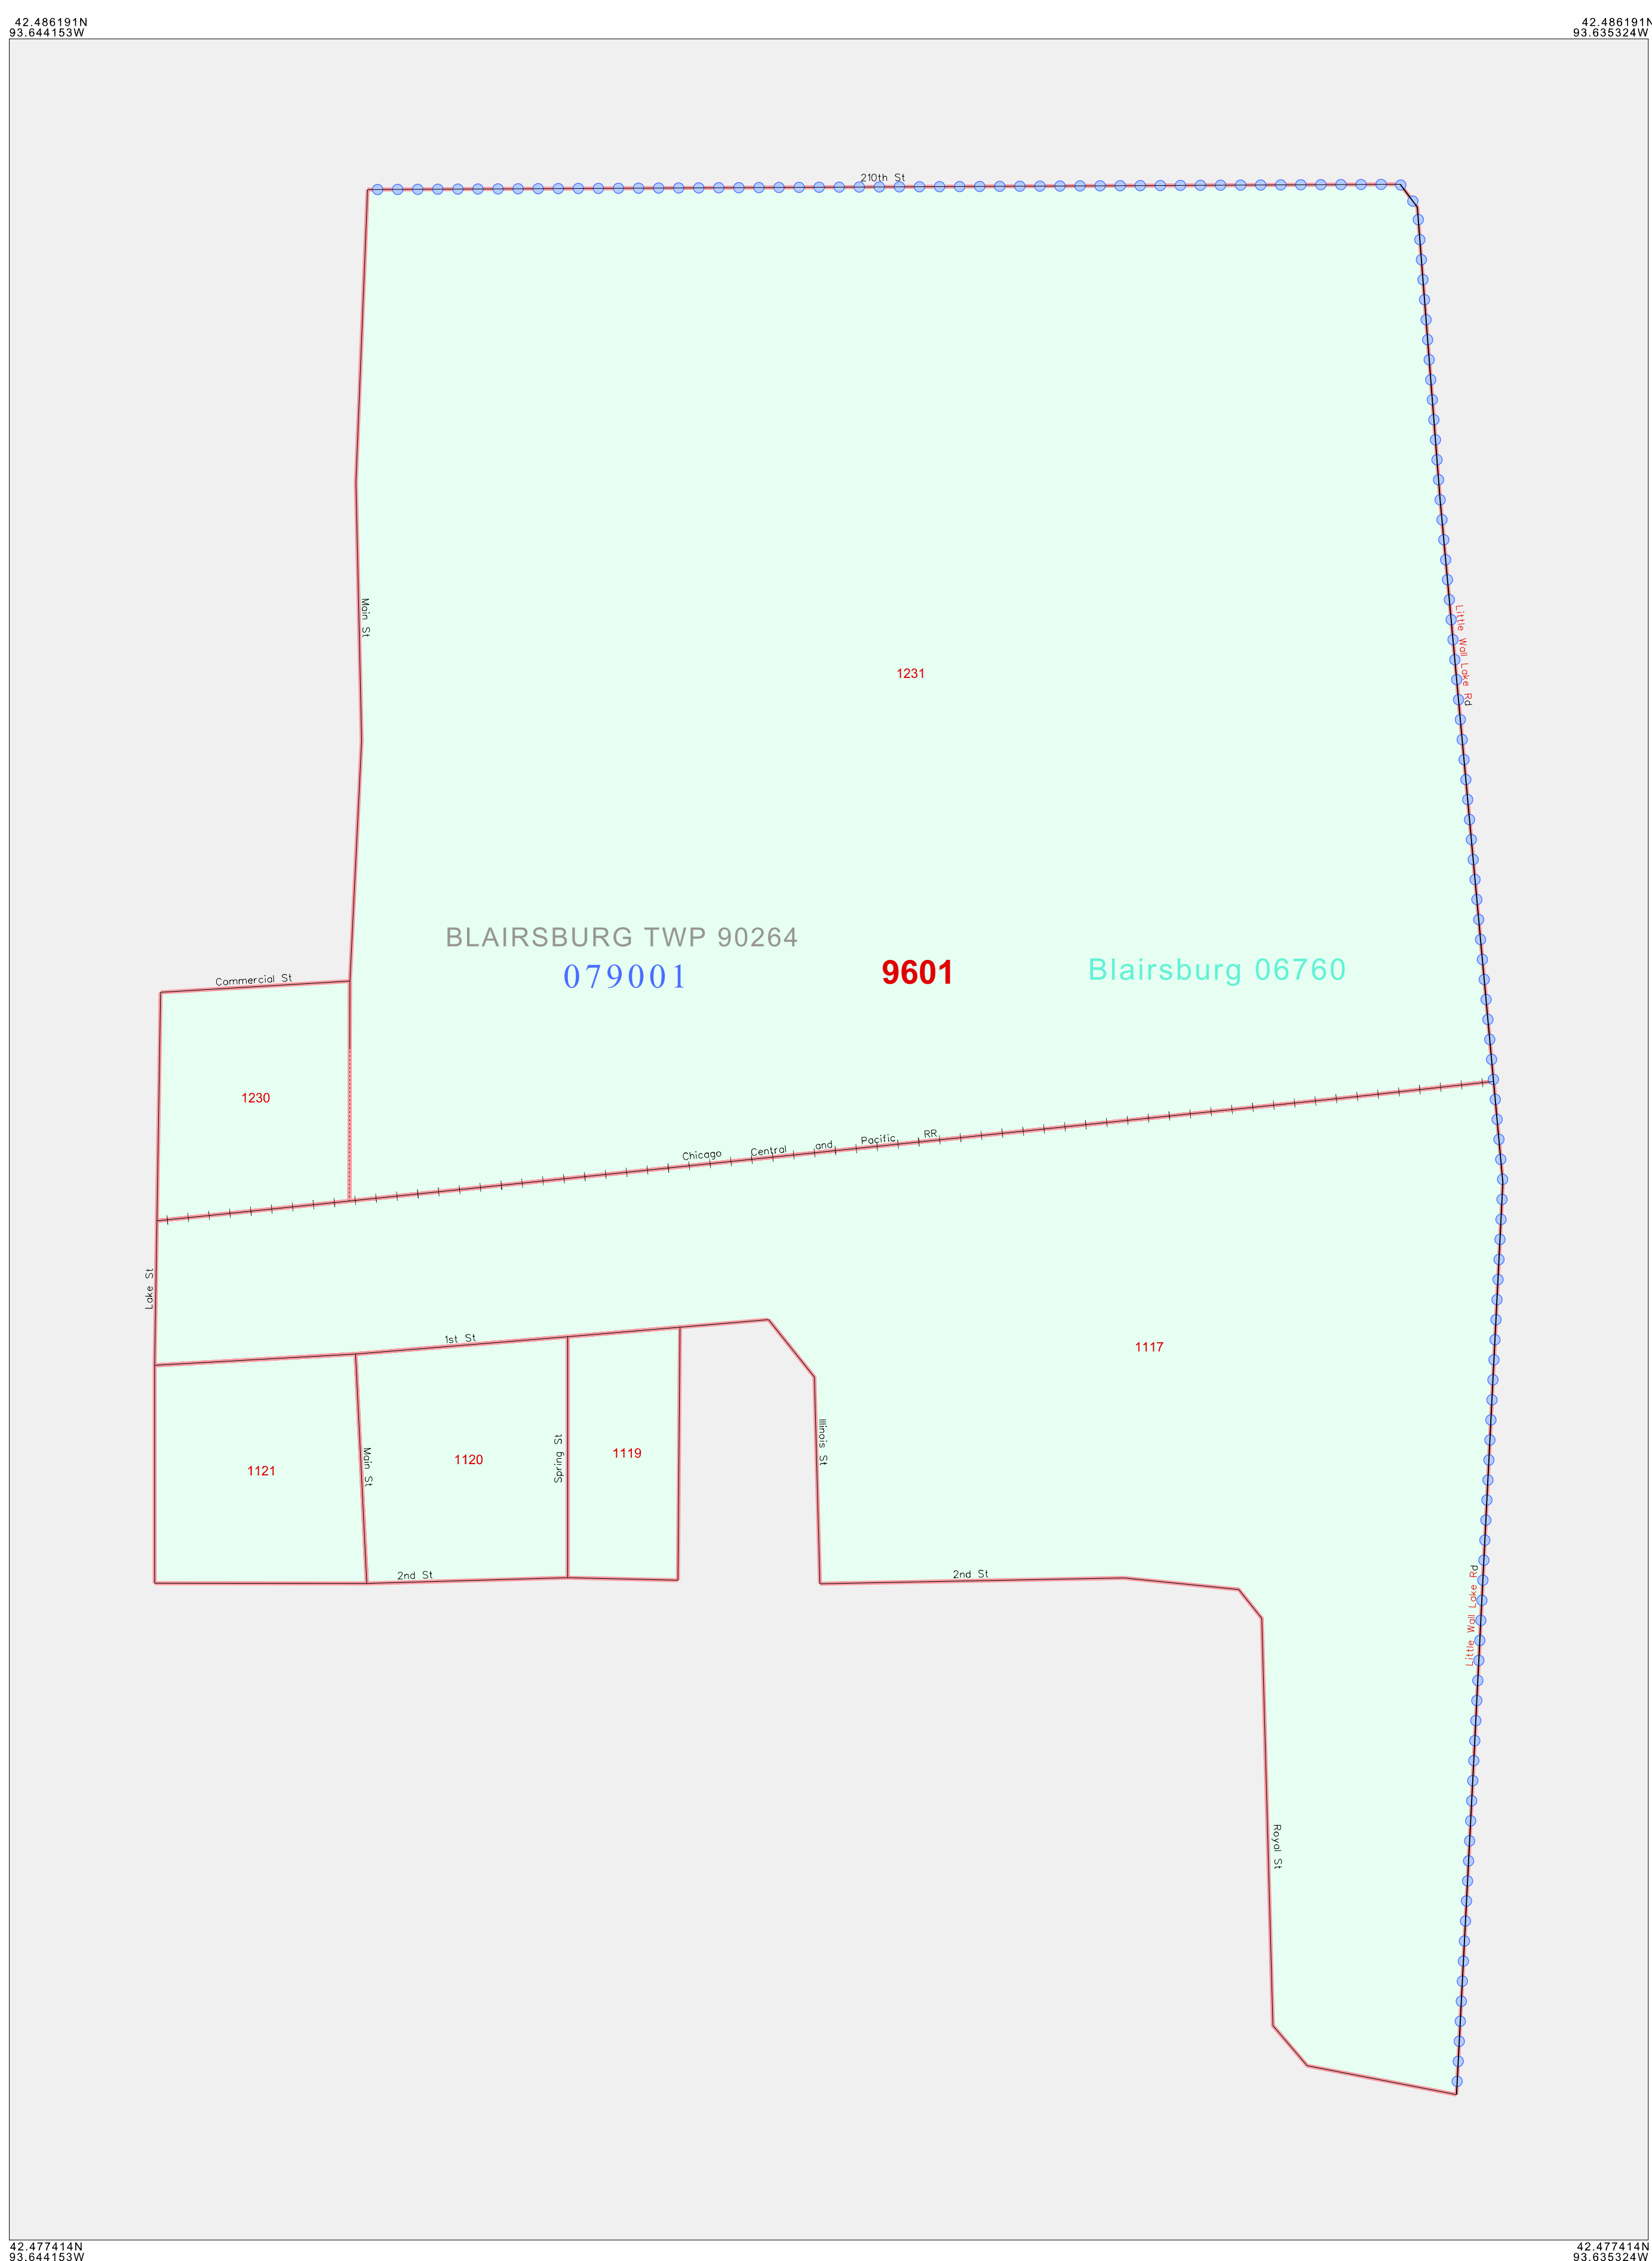 42.486191N
93.644153W
42.486191N
93.635324W
210th St
Main St
Little Wall Lake Rd
1231
BLAIRSBURG TWP 90264
079001
9601
Blairsburg 06760
Commercial St
1230
Chicago Central and Pacific RR
Lake St
1st St
1117
Illinois St
Main St
Spring St
1119
1120
1121
2nd St
2nd St
Little Wall Lake Rd
Royal St
42.477414N
93.644153W
42.477414N
93.635324W